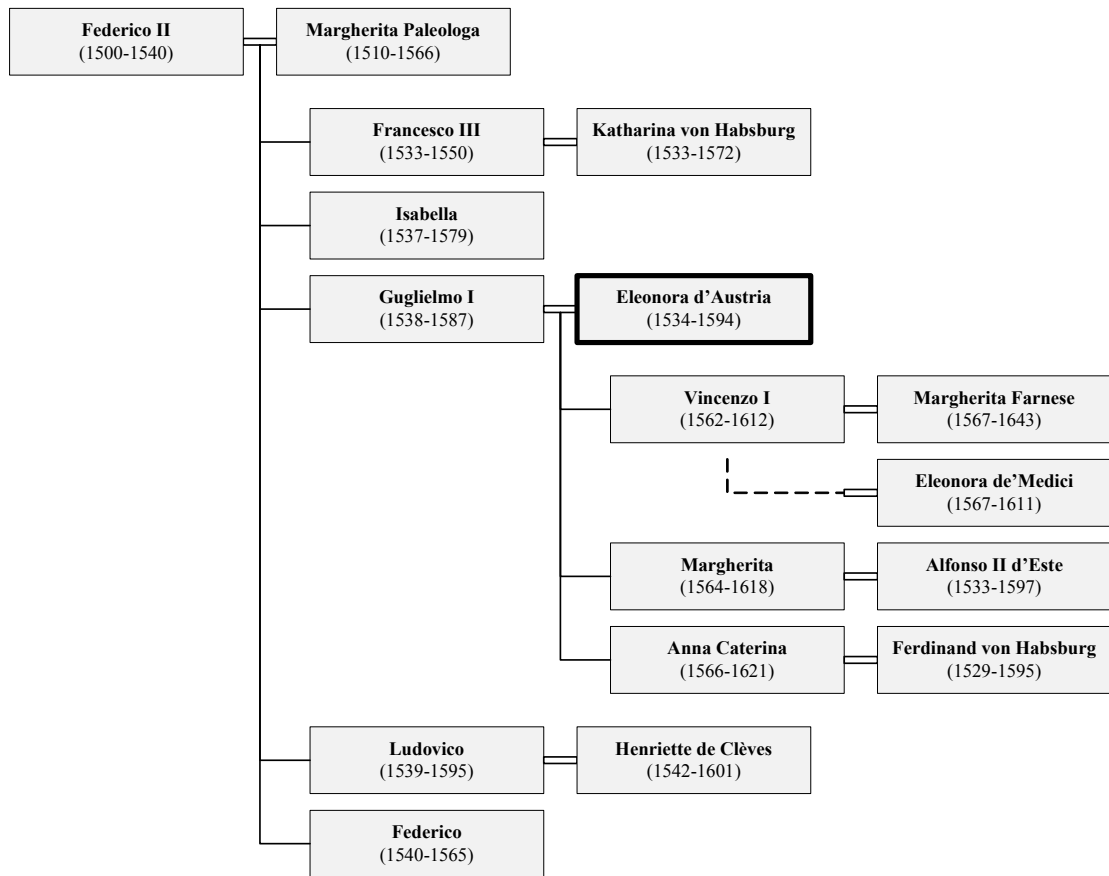 Federico II
(1500-1540)
Margherita Paleologa
(1510-1566)
Francesco III
(1533-1550)
Katharina von Habsburg
(1533-1572)
Isabella
(1537-1579)
Guglielmo I
(1538-1587)
Eleonora d’Austria
(1534-1594)
Vincenzo I
(1562-1612)
Margherita Farnese
(1567-1643)
Eleonora de’Medici
(1567-1611)
Margherita
(1564-1618)
Alfonso II d’Este
(1533-1597)
Anna Caterina
(1566-1621)
Ferdinand von Habsburg
(1529-1595)
Ludovico
(1539-1595)
Henriette de Clèves
(1542-1601)
Federico
(1540-1565)